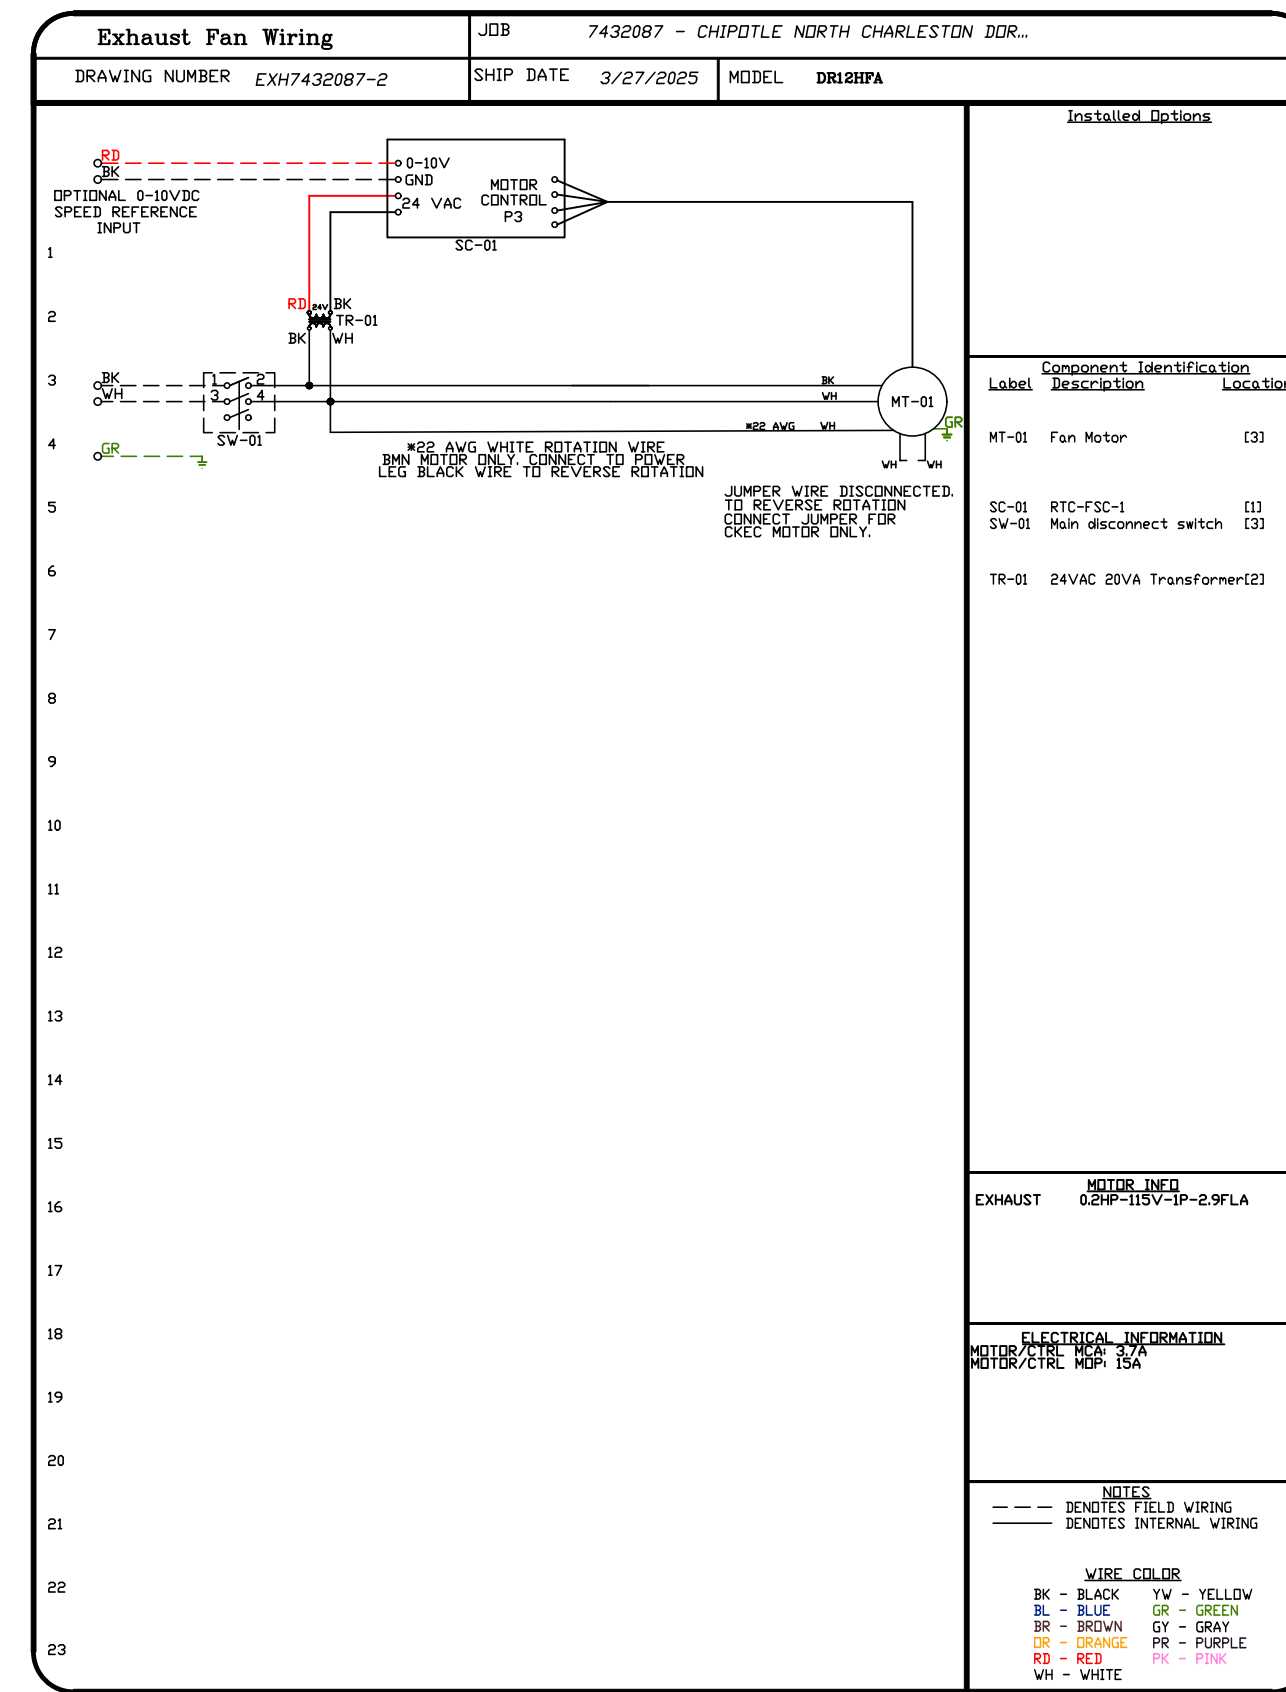 Exhaust Fan Wiring
JOB 7432087 - CHIPOTLE NORTH CHARLESTON DOR...
DRAWING NUMBER EXH7432087-2
SHIP DATE 3/27/2025
MODEL DR12HFA
RD
BK
OPTIONAL 0-10VDC
SPEED REFERENCE
INPUT
0-10V
GND
24 VAC
MOTOR
CONTROL
P3
SC-01
RD 24V BK
TR-01
BK WH
BK
WH
1 2
3 4
SW-01
GR
BK
WH
*22 AWG WH
MT-01
GR
WH WH
*22 AWG WHITE ROTATION WIRE
BMN MOTOR ONLY. CONNECT TO POWER
LEG BLACK WIRE TO REVERSE ROTATION
JUMPER WIRE DISCONNECTED.
TO REVERSE ROTATION
CONNECT JUMPER FOR
CKEC MOTOR ONLY.
1
2
3
4
5
6
7
8
9
10
11
12
13
14
15
16
17
18
19
20
21
22
23
Installed Options
Component Identification
Label Description Location
MT-01 Fan Motor [3]
SC-01 RTC-FSC-1 [1]
SW-01 Main disconnect switch [3]
TR-01 24VAC 20VA Transformer[2]
MOTOR INFO
EXHAUST 0.2HP-115V-1P-2.9FLA
ELECTRICAL INFORMATION
MOTOR/CTRL MCA: 3.7A
MOTOR/CTRL MOP: 15A
NOTES
DENOTES FIELD WIRING
DENOTES INTERNAL WIRING
WIRE COLOR
BK - BLACK YW - YELLOW
BL - BLUE GR - GREEN
BR - BROWN GY - GRAY
OR - ORANGE PR - PURPLE
RD - RED PK - PINK
WH - WHITE